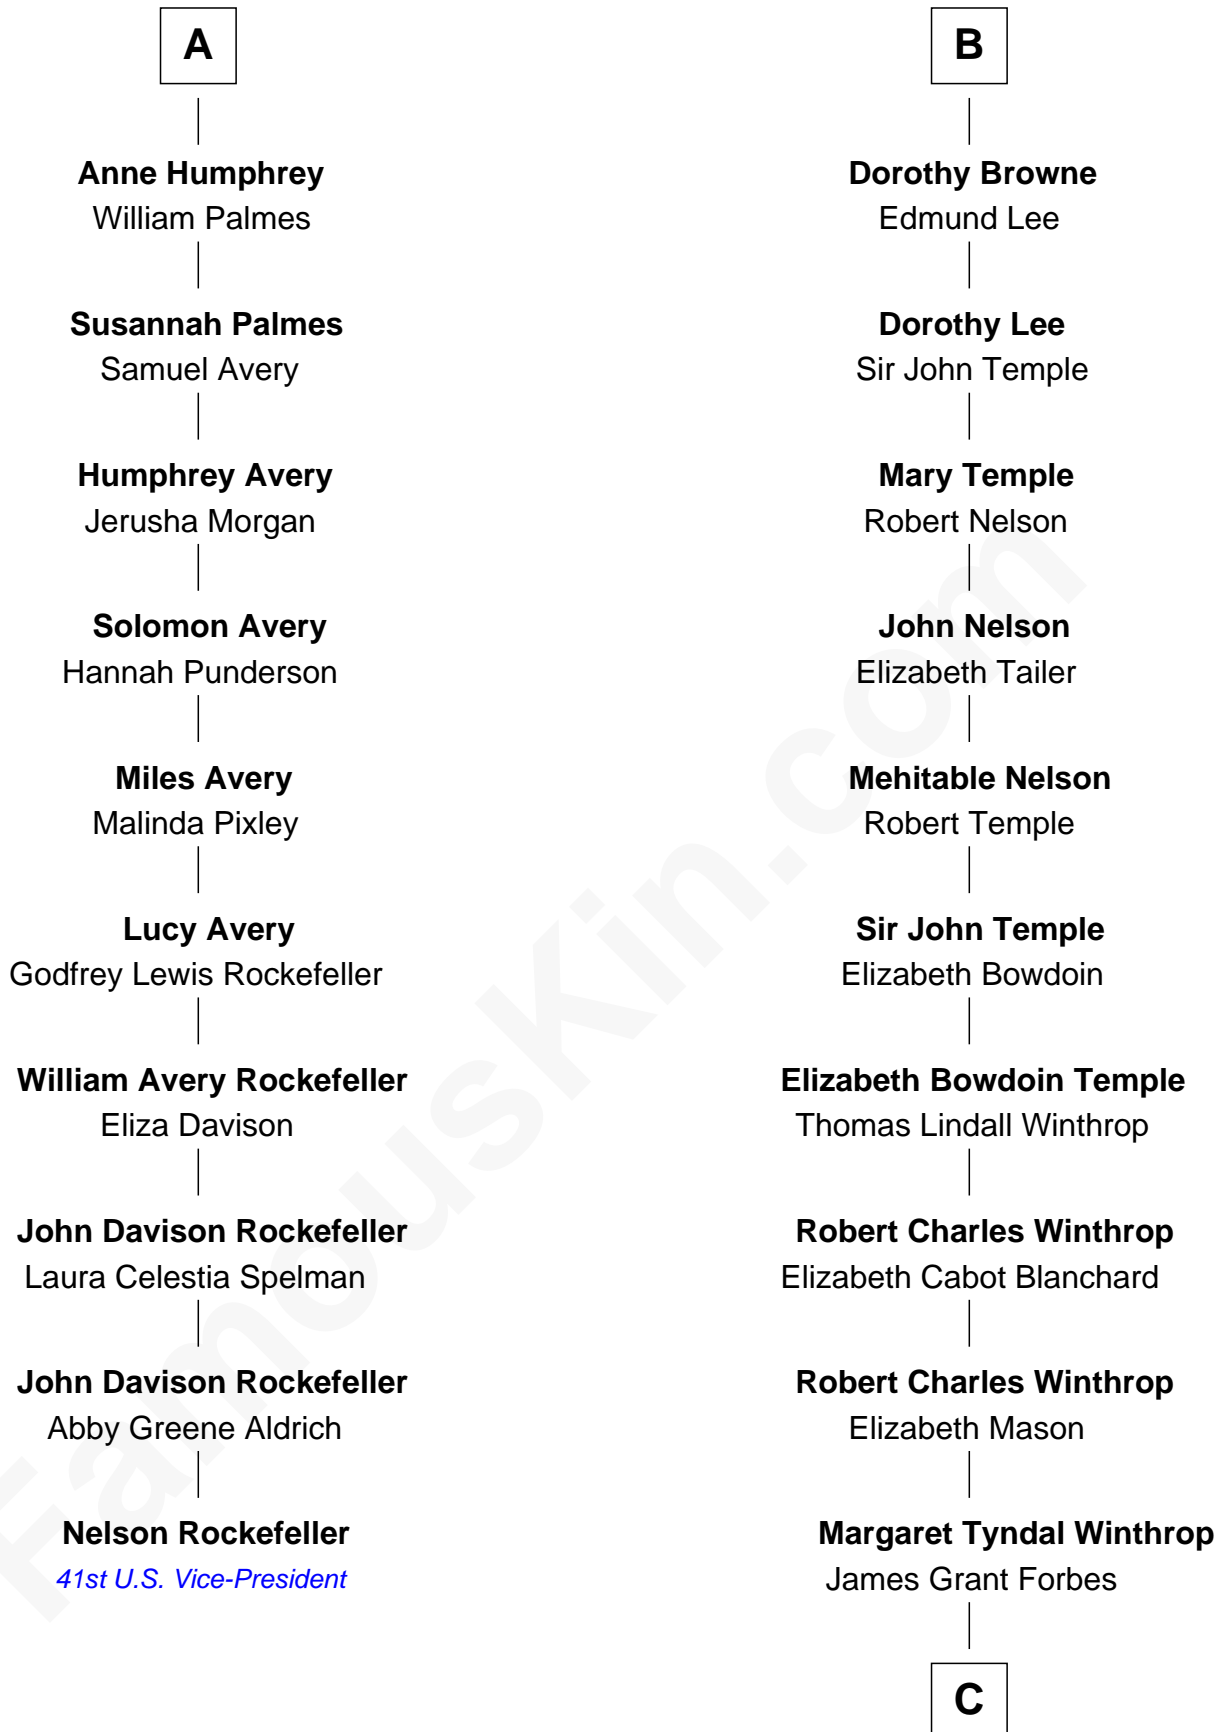 A
Anne Humphrey
William Palmes
Susannah Palmes
Samuel Avery
Humphrey Avery
Jerusha Morgan
Solomon Avery
Hannah Punderson
Miles Avery
Malinda Pixley
Lucy Avery
Godfrey Lewis Rockefeller
William Avery Rockefeller
Eliza Davison
John Davison Rockefeller
Laura Celestia Spelman
John Davison Rockefeller
Abby Greene Aldrich
Nelson Rockefeller
41st U.S. Vice-President
B
Dorothy Browne
Edmund Lee
Dorothy Lee
Sir John Temple
Mary Temple
Robert Nelson
John Nelson
Elizabeth Tailer
Mehitable Nelson
Robert Temple
Sir John Temple
Elizabeth Bowdoin
Elizabeth Bowdoin Temple
Thomas Lindall Winthrop
Robert Charles Winthrop
Elizabeth Cabot Blanchard
Robert Charles Winthrop
Elizabeth Mason
Margaret Tyndal Winthrop
James Grant Forbes
C
FamousKin.com